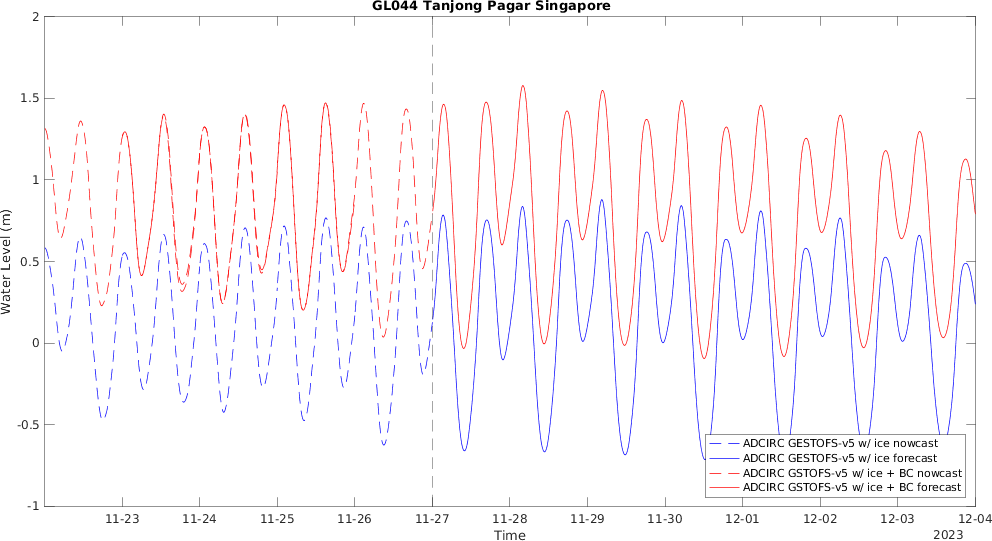 GL044 Tanjong Pagar Singapore
2
1.5
1
0.5
0
-0.5
-1
Water Level (m)
ADCIRC GESTOFS-v5 w/ ice nowcast
ADCIRC GESTOFS-v5 w/ ice forecast
ADCIRC GSTOFS-v5 w/ ice + BC nowcast
ADCIRC GSTOFS-v5 w/ ice + BC forecast
11-23 11-24 11-25 11-26 11-27 11-28 11-29 11-30 12-01 12-02 12-03 12-04
Time
2023